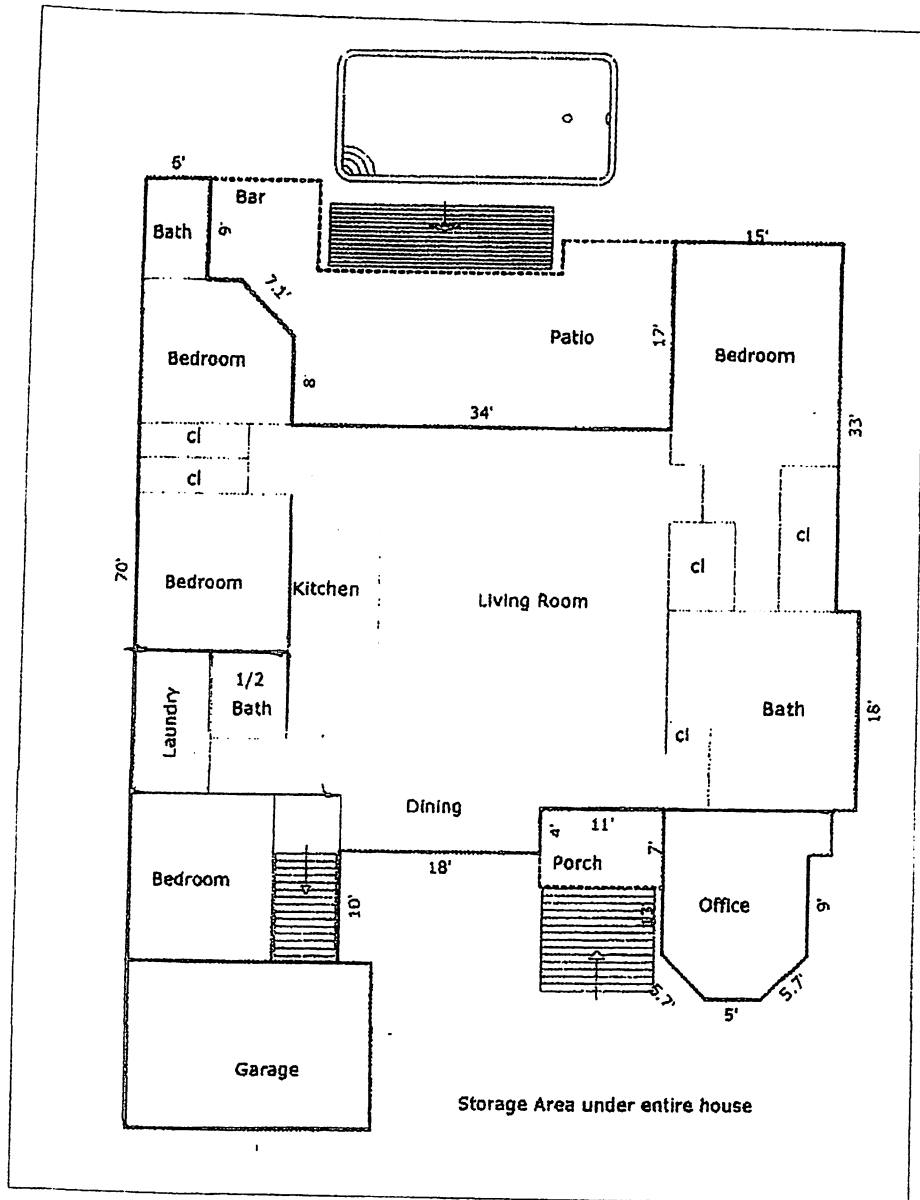 6'
Bar
Bath
9'
15'
7.1'
Patio
17'
Bedroom
Bedroom
8
34'
33'
cl
cl
cl
cl
70'
Bedroom
Kitchen
Living Room
1/2
Bath
Laundry
Bath
18'
cl
Dining
11'
4'
7'
Porch
18'
Bedroom
10'
Office
9'
13'
5.7'
5.7'
5'
Garage
Storage Area under entire house